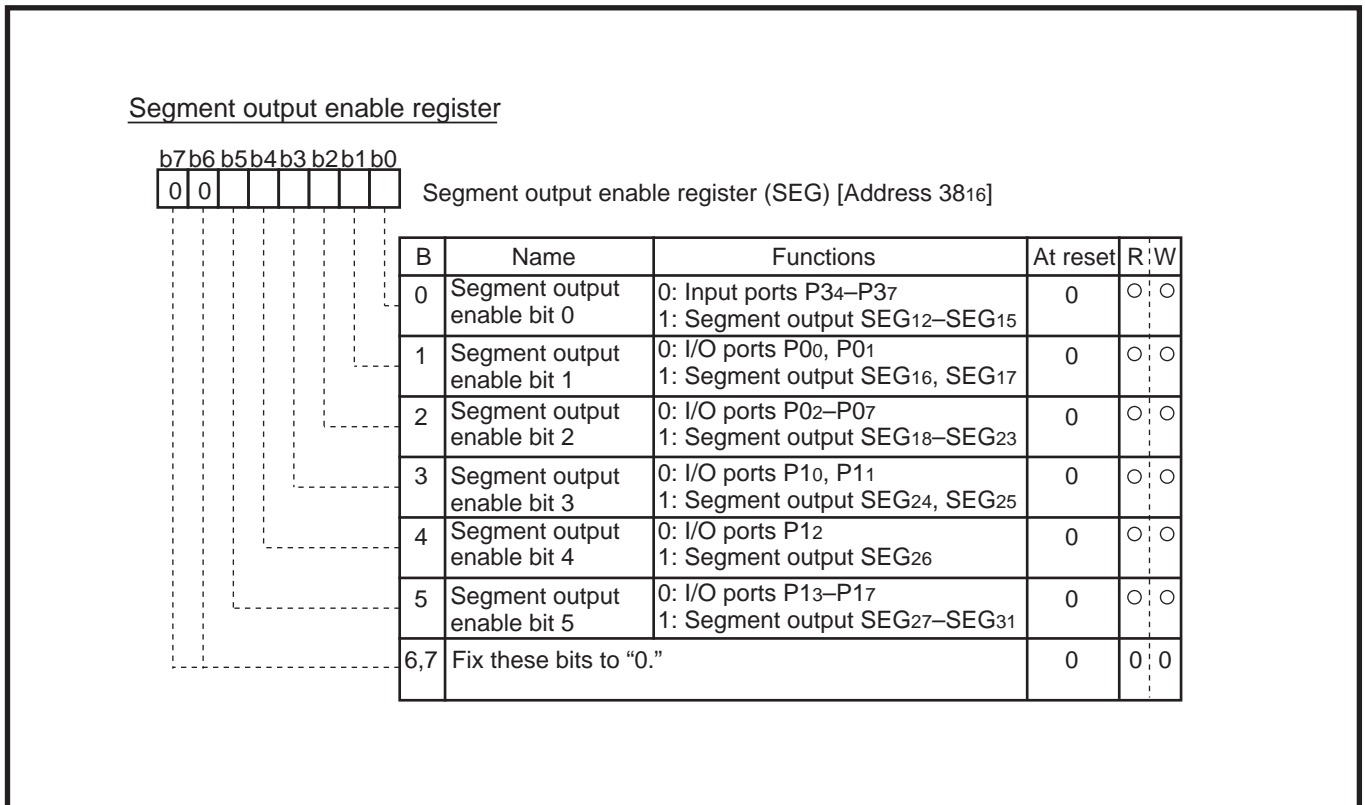 Segment output enable register
b7 b6 b5 b4 b3 b2 b1 b0
0 0
Segment output enable register (SEG) [Address 3816]
B Name Functions At reset R W
0 Segment output enable bit 0 0: Input ports P34–P37 0 ○ ○
1: Segment output SEG12–SEG15
1 Segment output enable bit 1 0: I/O ports P00, P01 0 ○ ○
1: Segment output SEG16, SEG17
2 Segment output enable bit 2 0: I/O ports P02–P07 0 ○ ○
1: Segment output SEG18–SEG23
3 Segment output enable bit 3 0: I/O ports P10, P11 0 ○ ○
1: Segment output SEG24, SEG25
4 Segment output enable bit 4 0: I/O ports P12 0 ○ ○
1: Segment output SEG26
5 Segment output enable bit 5 0: I/O ports P13–P17 0 ○ ○
1: Segment output SEG27–SEG31
6,7 Fix these bits to “0.” 0 0 0